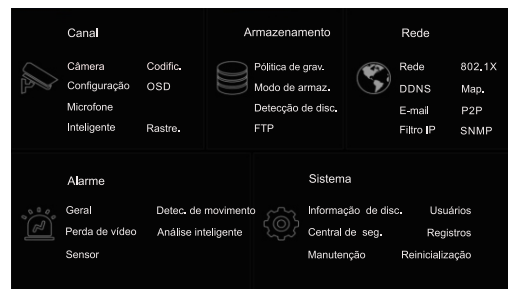 Canal
Câmera Codific.
Configuração OSD
Microfone
Inteligente Rastre.
Armazenamento
Política de grav.
Modo de armaz.
Detecção de disc.
FTP
Rede
Rede 802.1X
DDNS Map.
E-mail P2P
Filtro IP SNMP
Alarme
Geral Detec. de movimento
Perda de vídeo Análise inteligente
Sensor
Sistema
Informação de disc. Usuários
Central de seg. Registros
Manutenção Reinicialização